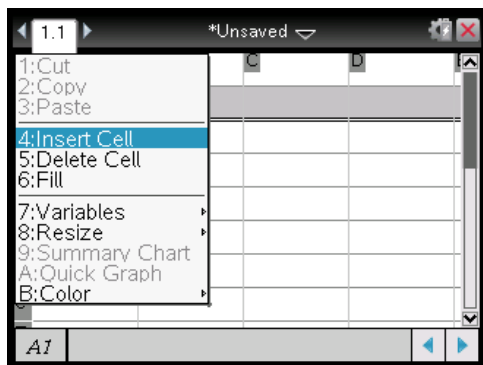 1.1 *Unsaved
1:Cut C D
2:Copy
3:Paste
4:Insert Cell
5:Delete Cell
6:Fill
7:Variables
8:Resize
9:Summary Chart
A:Quick Graph
B:Color
A1